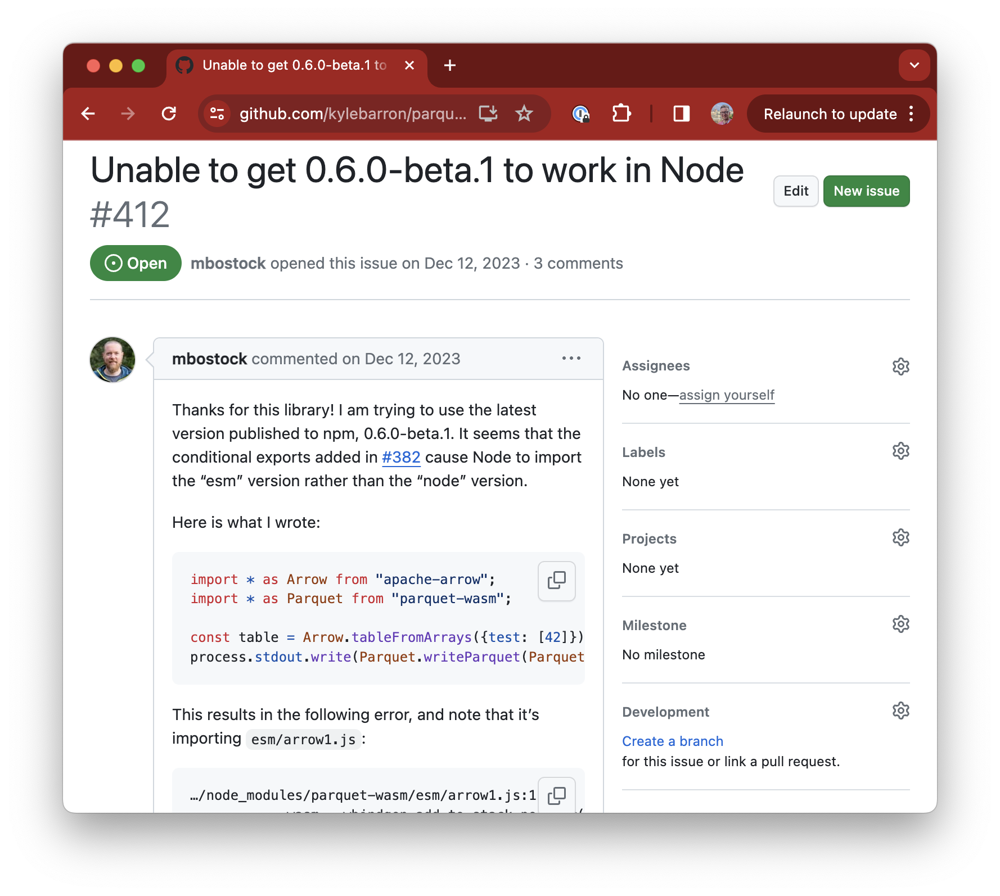 Unable to get 0.6.0-beta.1 to
github.com/kylebarron/parqu...
Relaunch to update
Unable to get 0.6.0-beta.1 to work in Node
#412
Edit
New issue
Open
mbostock opened this issue on Dec 12, 2023 · 3 comments
mbostock commented on Dec 12, 2023
Thanks for this library! I am trying to use the latest
version published to npm, 0.6.0-beta.1. It seems that the
conditional exports added in #382 cause Node to import
the “esm” version rather than the “node” version.
Here is what I wrote:
import * as Arrow from "apache-arrow";
import * as Parquet from "parquet-wasm";
const table = Arrow.tableFromArrays({test: [42]})
process.stdout.write(Parquet.writeParquet(Parquet
This results in the following error, and note that it’s
importing esm/arrow1.js:
…/node_modules/parquet-wasm/esm/arrow1.js:1
Assignees
No one—assign yourself
Labels
None yet
Projects
None yet
Milestone
No milestone
Development
Create a branch
for this issue or link a pull request.